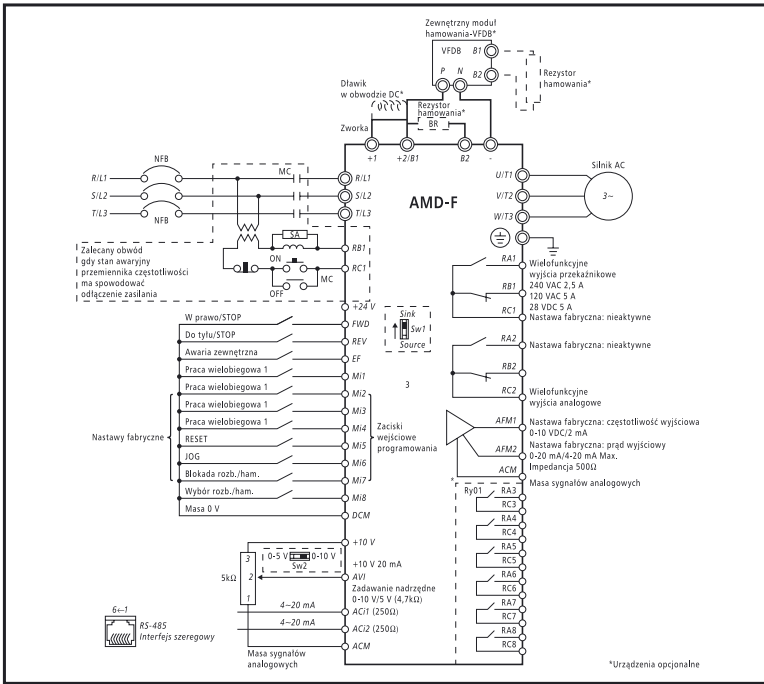 Zewnętrzny moduł
hamowania-VFDB*
VFDB
B1
P
N
B2
Rezystor
hamowania*
Dławik
w obwodzie DC*
Rezystor
hamowania*
BR
Zworka
+1
+2/B1
B2
-
NFB
MC
R/L1
S/L2
T/L3
NFB
R/L1
S/L2
T/L3
AMD-F
U/T1
V/T2
W/T3
Silnik AC
3~
Zalecany obwód
gdy stan awaryjny
przemiennika częstotliwości
ma spowodować
odłączenie zasilania
SA
ON
OFF
MC
RB1
RC1
+24 V
Sink
Sw1
Source
3
W prawo/STOP
FWD
Do tyłu/STOP
REV
Awaria zewnętrzna
EF
Praca wielobiegowa 1
Mi1
Praca wielobiegowa 1
Mi2
Praca wielobiegowa 1
Mi3
Praca wielobiegowa 1
Mi4
RESET
Mi5
JOG
Mi6
Blokada rozb./ham.
Mi7
Wybór rozb./ham.
Mi8
Masa 0 V
DCM
Nastawy fabryczne
Zaciski
wejściowe
programowania
RA1
RB1
RC1
Wielofunkcyjne
wyjścia przekaźnikowe
240 VAC 2,5 A
120 VAC 5 A
28 VDC 5 A
Nastawa fabryczna: nieaktywne
RA2
Nastawa fabryczna: nieaktywne
RB2
RC2
Wielofunkcyjne
wyjścia analogowe
AFM1
Nastawa fabryczna: częstotliwość wyjściowa
0-10 VDC/2 mA
AFM2
Nastawa fabryczna: prąd wyjściowy
0-20 mA/4-20 mA Max.
Impedancja 500Ω
ACM
Masa sygnałów analogowych
*
Ry01
RA3
RC3
RA4
RC4
RA5
RC5
RA6
RC6
RA7
RC7
RA8
RC8
+10 V
0-5 V
0-10 V
Sw2
+10 V 20 mA
3
2
1
5kΩ
AVI
Zadawanie nadrzędne
0-10 V/5 V (4,7kΩ)
4~20 mA
ACi1 (250Ω)
4~20 mA
ACi2 (250Ω)
ACM
Masa sygnałów
analogowych
6←1
RS-485
Interfejs szeregowy
*Urządzenia opcjonalne